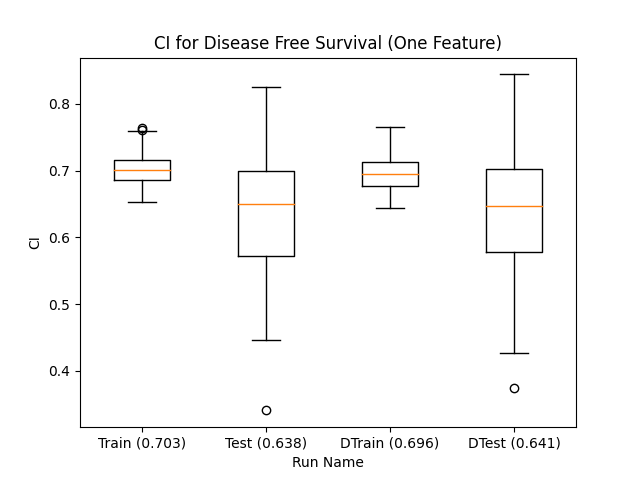 CI for Disease Free Survival (One Feature)
CI
0.8
0.7
0.6
0.5
0.4
Train (0.703)
Test (0.638)
DTrain (0.696)
DTest (0.641)
Run Name